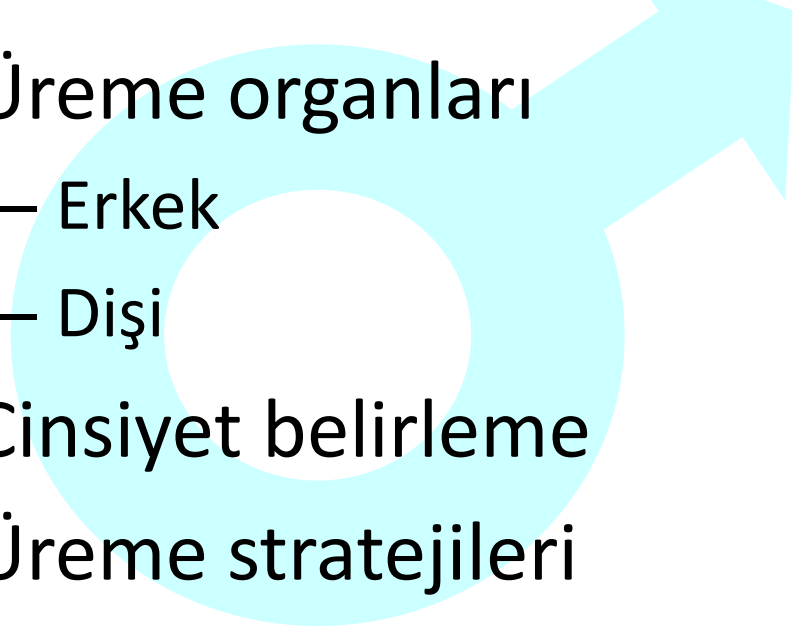 Üreme organları
– Erkek
– Dişi
Cinsiyet belirleme
Üreme stratejileri